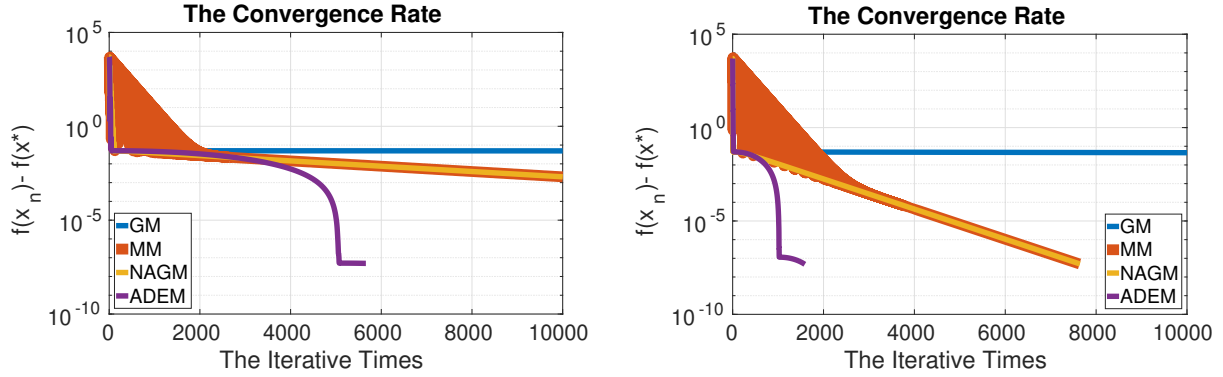 The Convergence Rate
f(x_n)- f(x*)
10^5
10^0
10^-5
10^-10
GM
MM
NAGM
ADEM
0 2000 4000 6000 8000 10000
The Iterative Times
The Convergence Rate
f(x_n)- f(x*)
10^5
10^0
10^-5
10^-10
GM
MM
NAGM
ADEM
0 2000 4000 6000 8000 10000
The Iterative Times